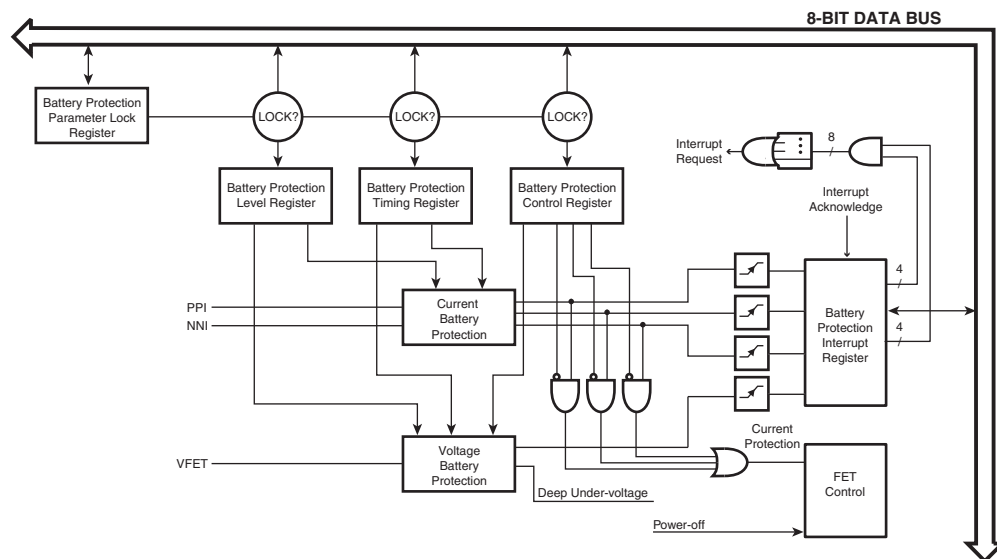 8-BIT DATA BUS
Battery Protection
Parameter Lock
Register
LOCK?
LOCK?
LOCK?
Interrupt
Request
8
Battery Protection
Level Register
Battery Protection
Timing Register
Battery Protection
Control Register
Interrupt
Acknowledge
PPI
NNI
Current
Battery
Protection
Battery
Protection
Interrupt
Register
4
4
VFET
Voltage
Battery
Protection
Current
Protection
Deep Under-voltage
FET
Control
Power-off